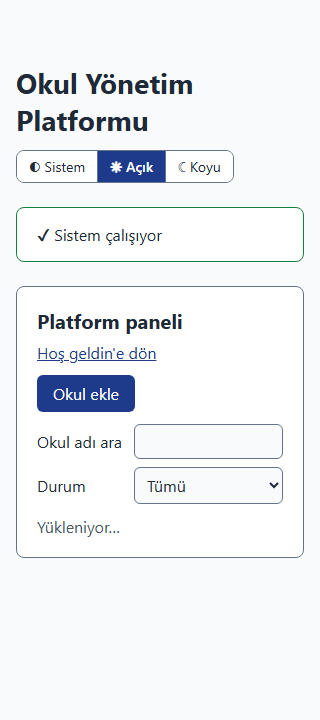 Okul Yönetim
Platformu
◐ Sistem
☀ Açık
☾ Koyu
✓ Sistem çalışıyor
Platform paneli
Hoş geldin'e dön
Okul ekle
Okul adı ara
Durum
Tümü
Yükleniyor...